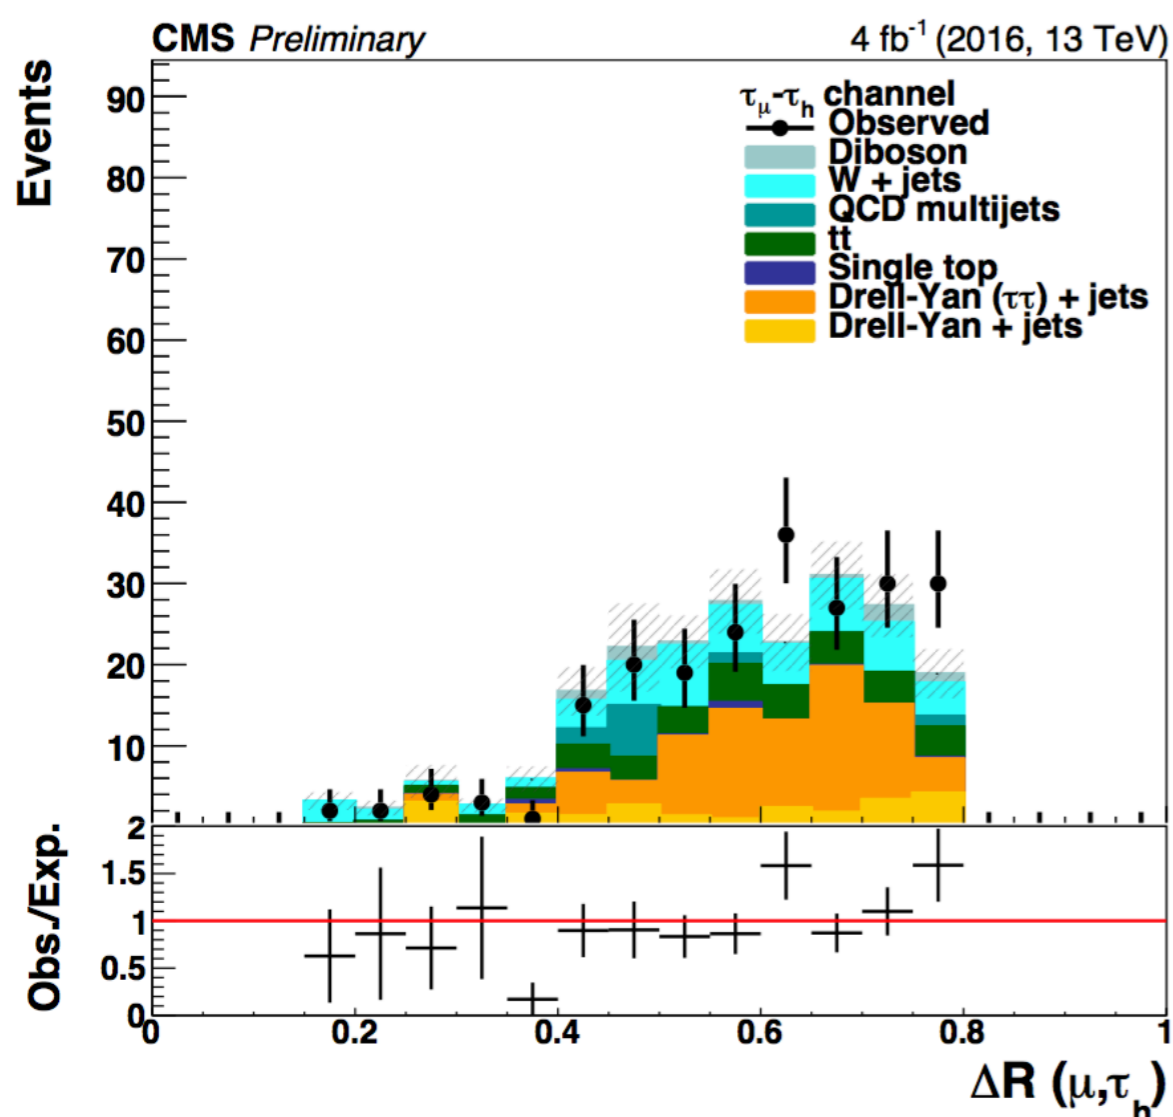 CMS Preliminary 4 fb⁻¹ (2016, 13 TeV)
Events
90
80
70
60
50
40
30
20
10
τμ-τh channel
Observed
Diboson
W + jets
QCD multijets
tt̄
Single top
Drell-Yan (ττ) + jets
Drell-Yan + jets
Obs./Exp.
2
1.5
1
0.5
0
0 0.2 0.4 0.6 0.8 1
ΔR (μ,τh)